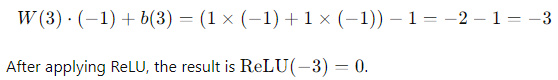 W(3) · (−1) + b(3) = (1 × (−1) + 1 × (−1)) − 1 = −2 − 1 = −3
After applying ReLU, the result is ReLU(−3) = 0.